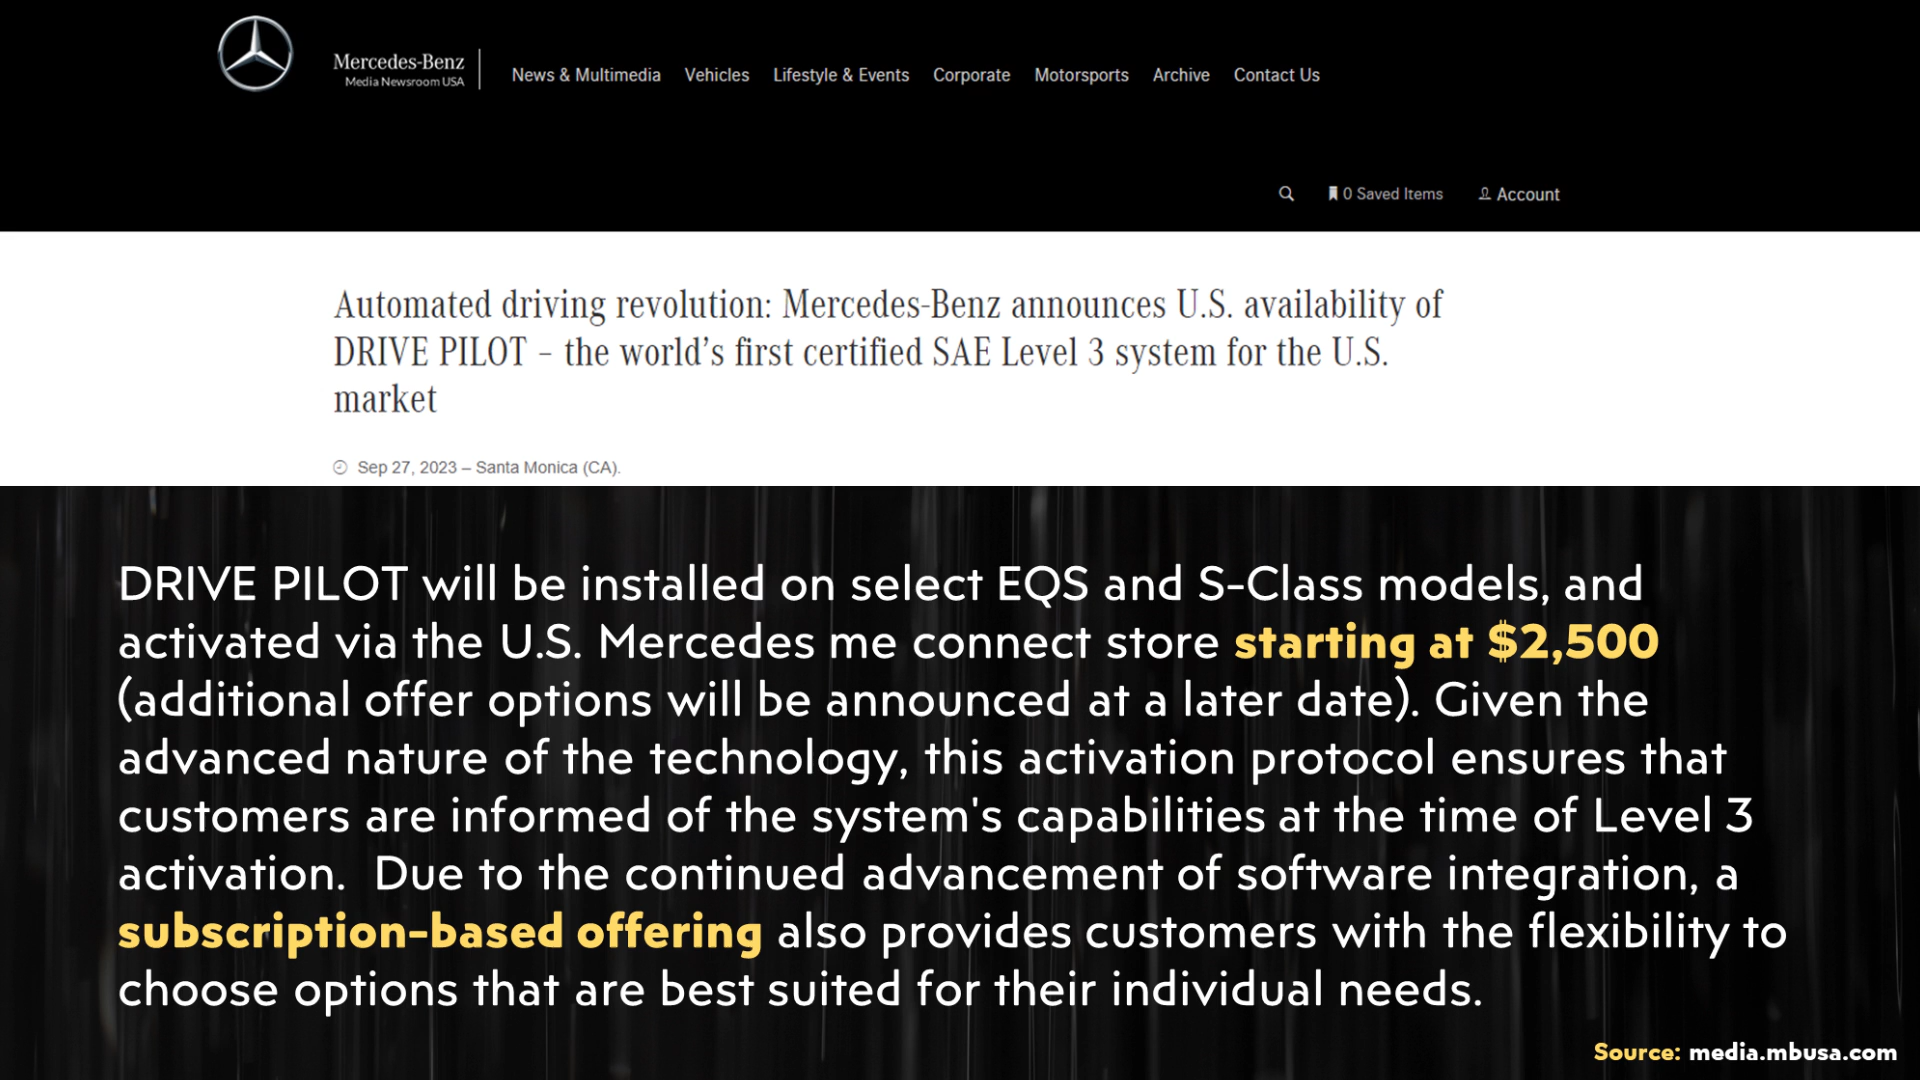 Mercedes-Benz
Media Newsroom USA
News & Multimedia Vehicles Lifestyle & Events Corporate Motorsports Archive Contact Us
0 Saved Items Account
Automated driving revolution: Mercedes-Benz announces U.S. availability of
DRIVE PILOT – the world’s first certified SAE Level 3 system for the U.S.
market
Sep 27, 2023 – Santa Monica (CA).
DRIVE PILOT will be installed on select EQS and S-Class models, and
activated via the U.S. Mercedes me connect store starting at $2,500
(additional offer options will be announced at a later date). Given the
advanced nature of the technology, this activation protocol ensures that
customers are informed of the system's capabilities at the time of Level 3
activation.  Due to the continued advancement of software integration, a
subscription-based offering also provides customers with the flexibility to
choose options that are best suited for their individual needs.
Source: media.mbusa.com